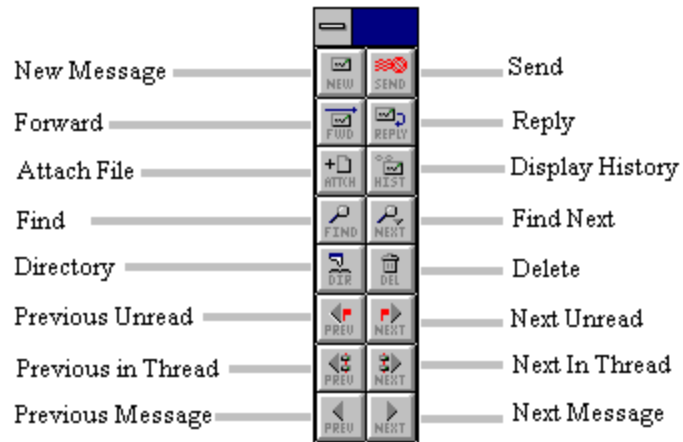 New Message NEW SEND Send
Forward FWD REPLY Reply
Attach File ATTCH HIST Display History
Find FIND NEXT Find Next
Directory DIR DEL Delete
Previous Unread PREV NEXT Next Unread
Previous in Thread PREV NEXT Next In Thread
Previous Message PREV NEXT Next Message